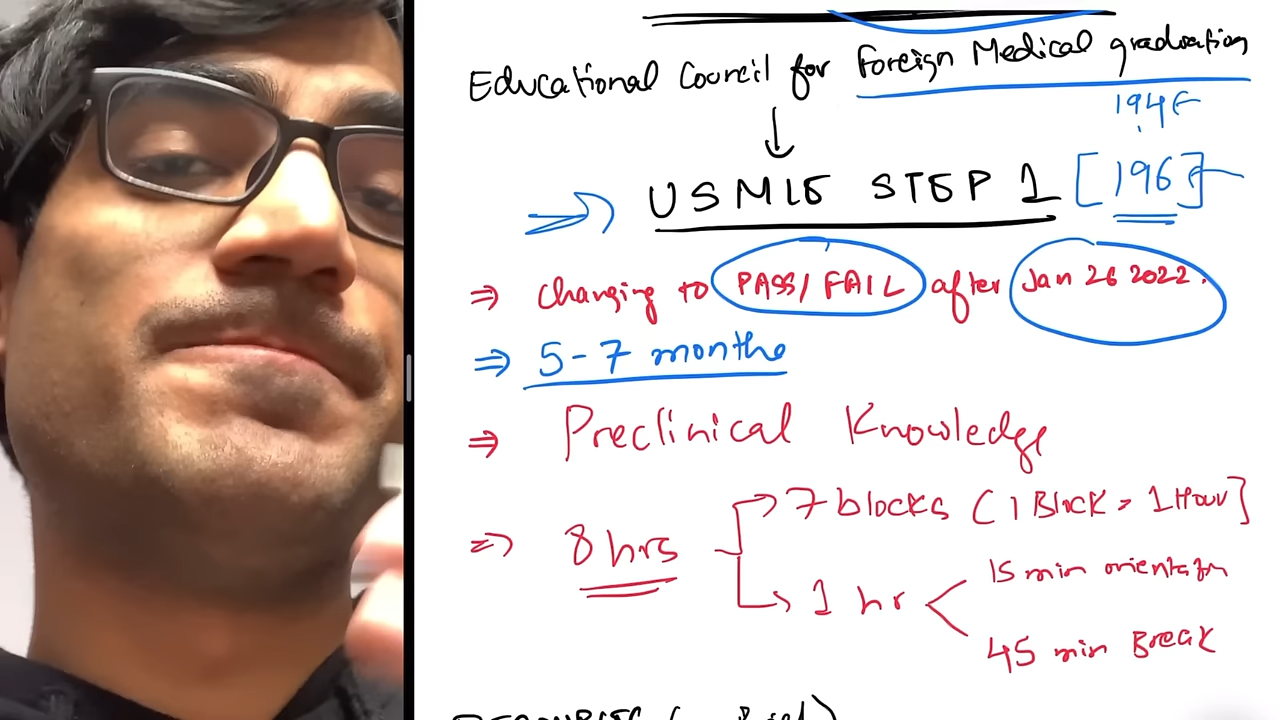 Educational Council for Foreign Medical graduation
194
USMLE STEP 1 [196]
⇒ Changing to PASS/FAIL after Jan 26 2022.
⇒ 5-7 months
⇒ Preclinical Knowledge
⇒ 8 hrs
→ 7 blocks (1 Block = 1 Hour]
→ 1 hr
15 min orientation
45 min Break